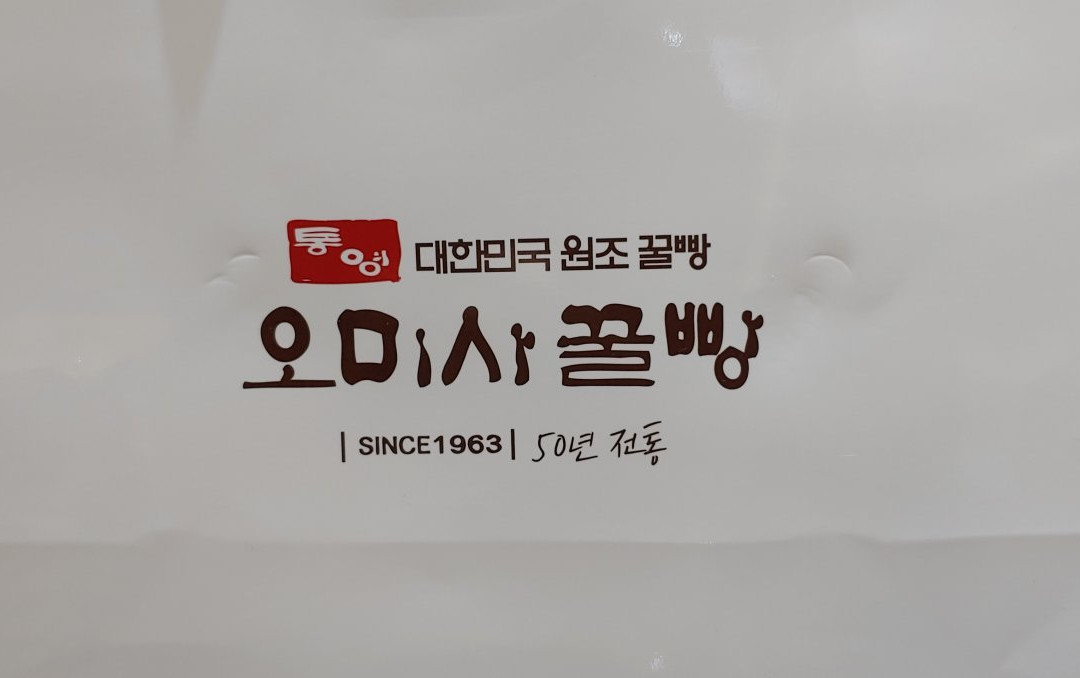 통영 대한민국 원조 꿀빵
오미사 꿀빵
| SINCE1963 | 50년 전통